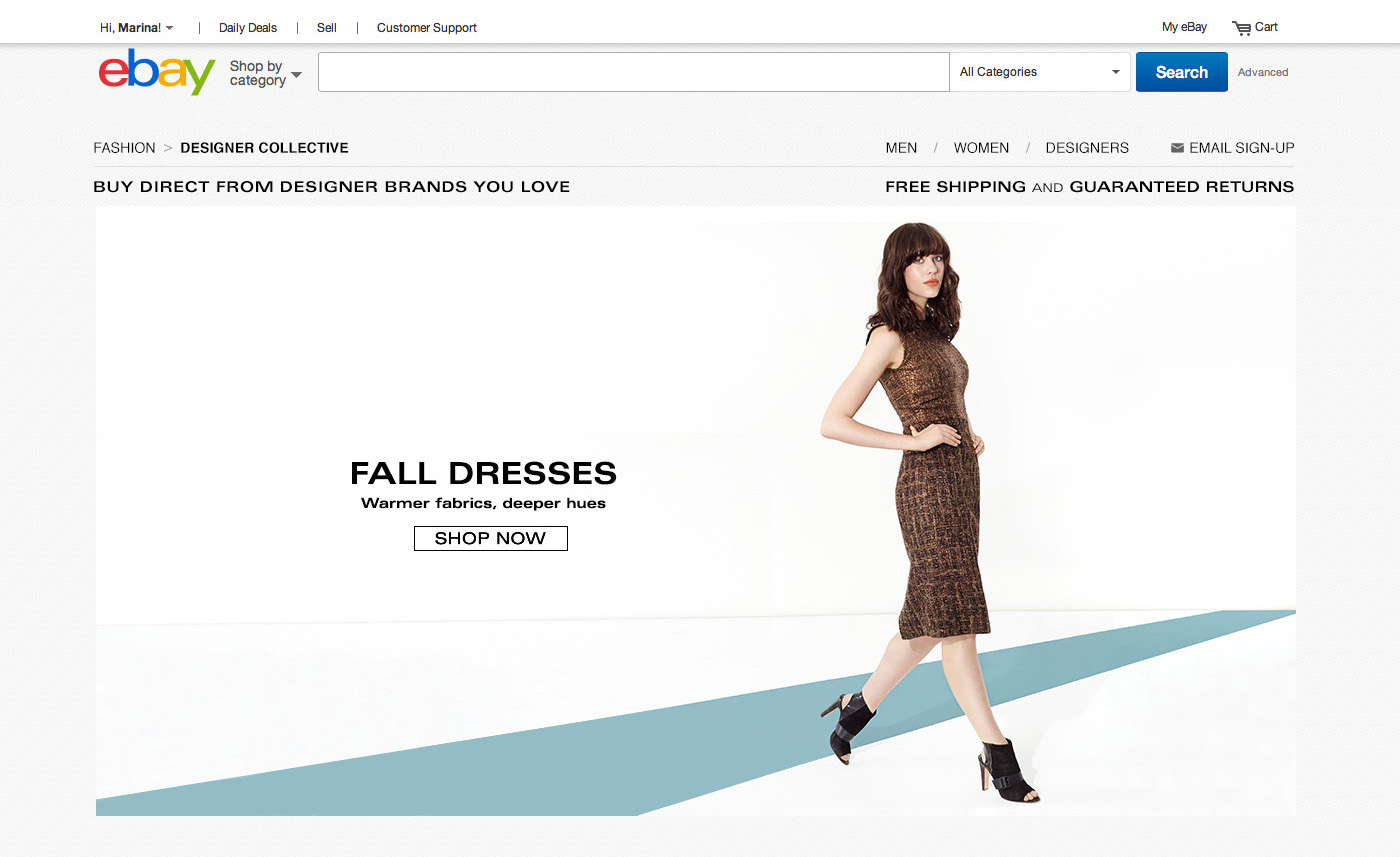 Hi, Marina! | Daily Deals | Sell | Customer Support My eBay Cart
ebay Shop by category All Categories Search Advanced
FASHION > DESIGNER COLLECTIVE MEN / WOMEN / DESIGNERS EMAIL SIGN-UP
BUY DIRECT FROM DESIGNER BRANDS YOU LOVE FREE SHIPPING AND GUARANTEED RETURNS
FALL DRESSES
Warmer fabrics, deeper hues
SHOP NOW